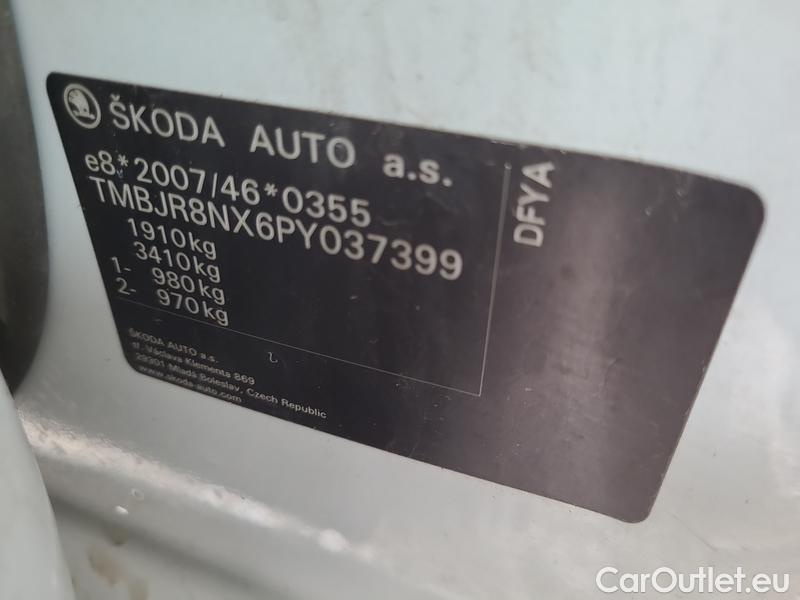 ŠKODA AUTO a.s.
e8*2007/46*0355
TMBJR8NX6PY037399
1910kg
3410kg
1- 980kg
2- 970kg
DFYA
ŠKODA AUTO a.s.
tř. Václava Klementa 869
29301 Mladá Boleslav, Czech Republic
www.skoda-auto.com
CarOutlet.eu